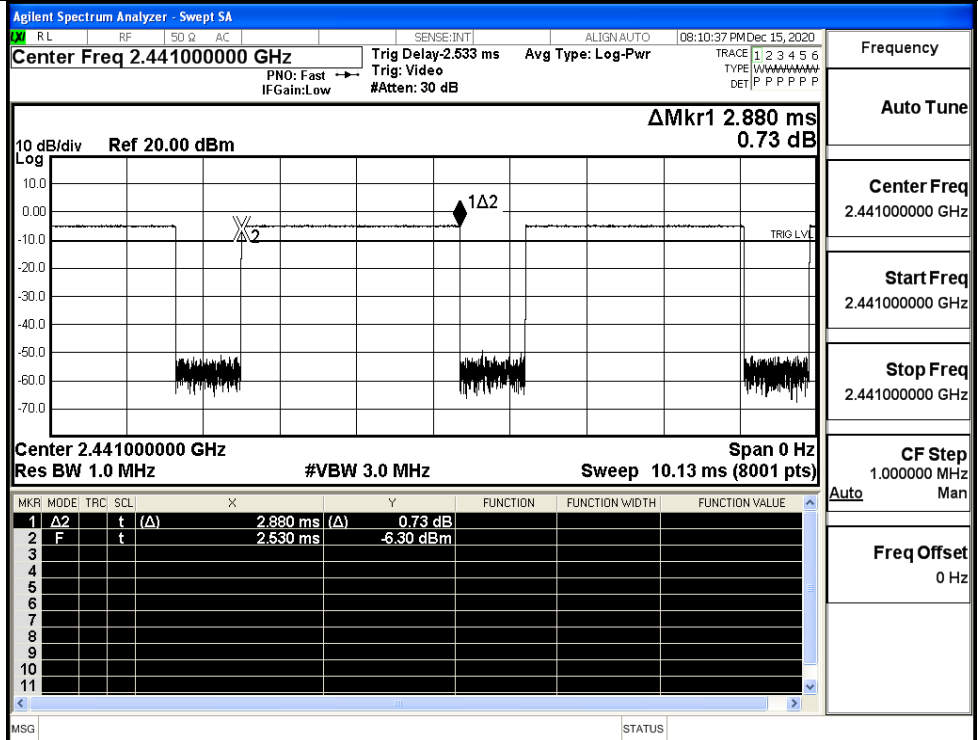 Agilent Spectrum Analyzer - Swept SA
LXI RL RF 50 Ω AC SENSE:INT ALIGNAUTO 08:10:37 PM Dec 15, 2020
Center Freq 2.441000000 GHz Trig Delay-2.533 ms Avg Type: Log-Pwr TRACE 1 2 3 4 5 6
PNO: Fast Trig: Video TYPE WWWWWW
IFGain:Low #Atten: 30 dB DET P P P P P P
ΔMkr1 2.880 ms
0.73 dB
10 dB/div Ref 20.00 dBm
Log
10.0
0.00
-10.0
-20.0
-30.0
-40.0
-50.0
-60.0
-70.0
1Δ2
2
TRIG LVL
Center 2.441000000 GHz Span 0 Hz
Res BW 1.0 MHz #VBW 3.0 MHz Sweep 10.13 ms (8001 pts)
MKR MODE TRC SCL X Y FUNCTION FUNCTION WIDTH FUNCTION VALUE
1 Δ2 t (Δ) 2.880 ms (Δ) 0.73 dB
2 F t 2.530 ms -6.30 dBm
3
4
5
6
7
8
9
10
11
MSG STATUS
Frequency
Auto Tune
Center Freq
2.441000000 GHz
Start Freq
2.441000000 GHz
Stop Freq
2.441000000 GHz
CF Step
1.000000 MHz
Auto Man
Freq Offset
0 Hz